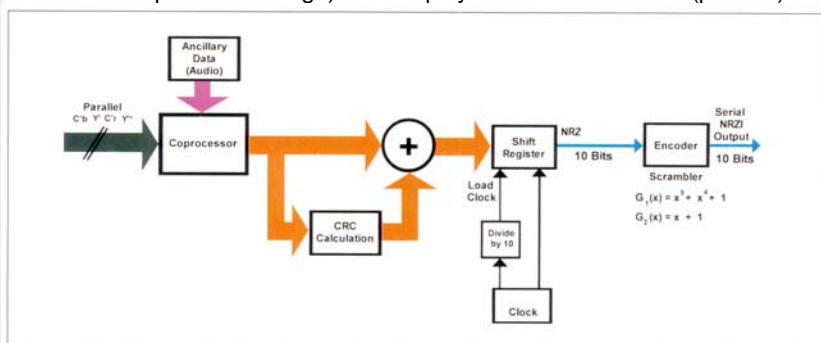 Ancillary
Data
(Audio)
Parallel
C'b Y' C'r Y'*
Coprocessor
+
CRC
Calculation
Shift
Register
NRZ
10 Bits
Encoder
Serial
NRZI
Output
10 Bits
Scrambler
G₁(x) = x⁹ + x⁴ + 1
G₂(x) = x + 1
Load
Clock
Divide
by 10
Clock